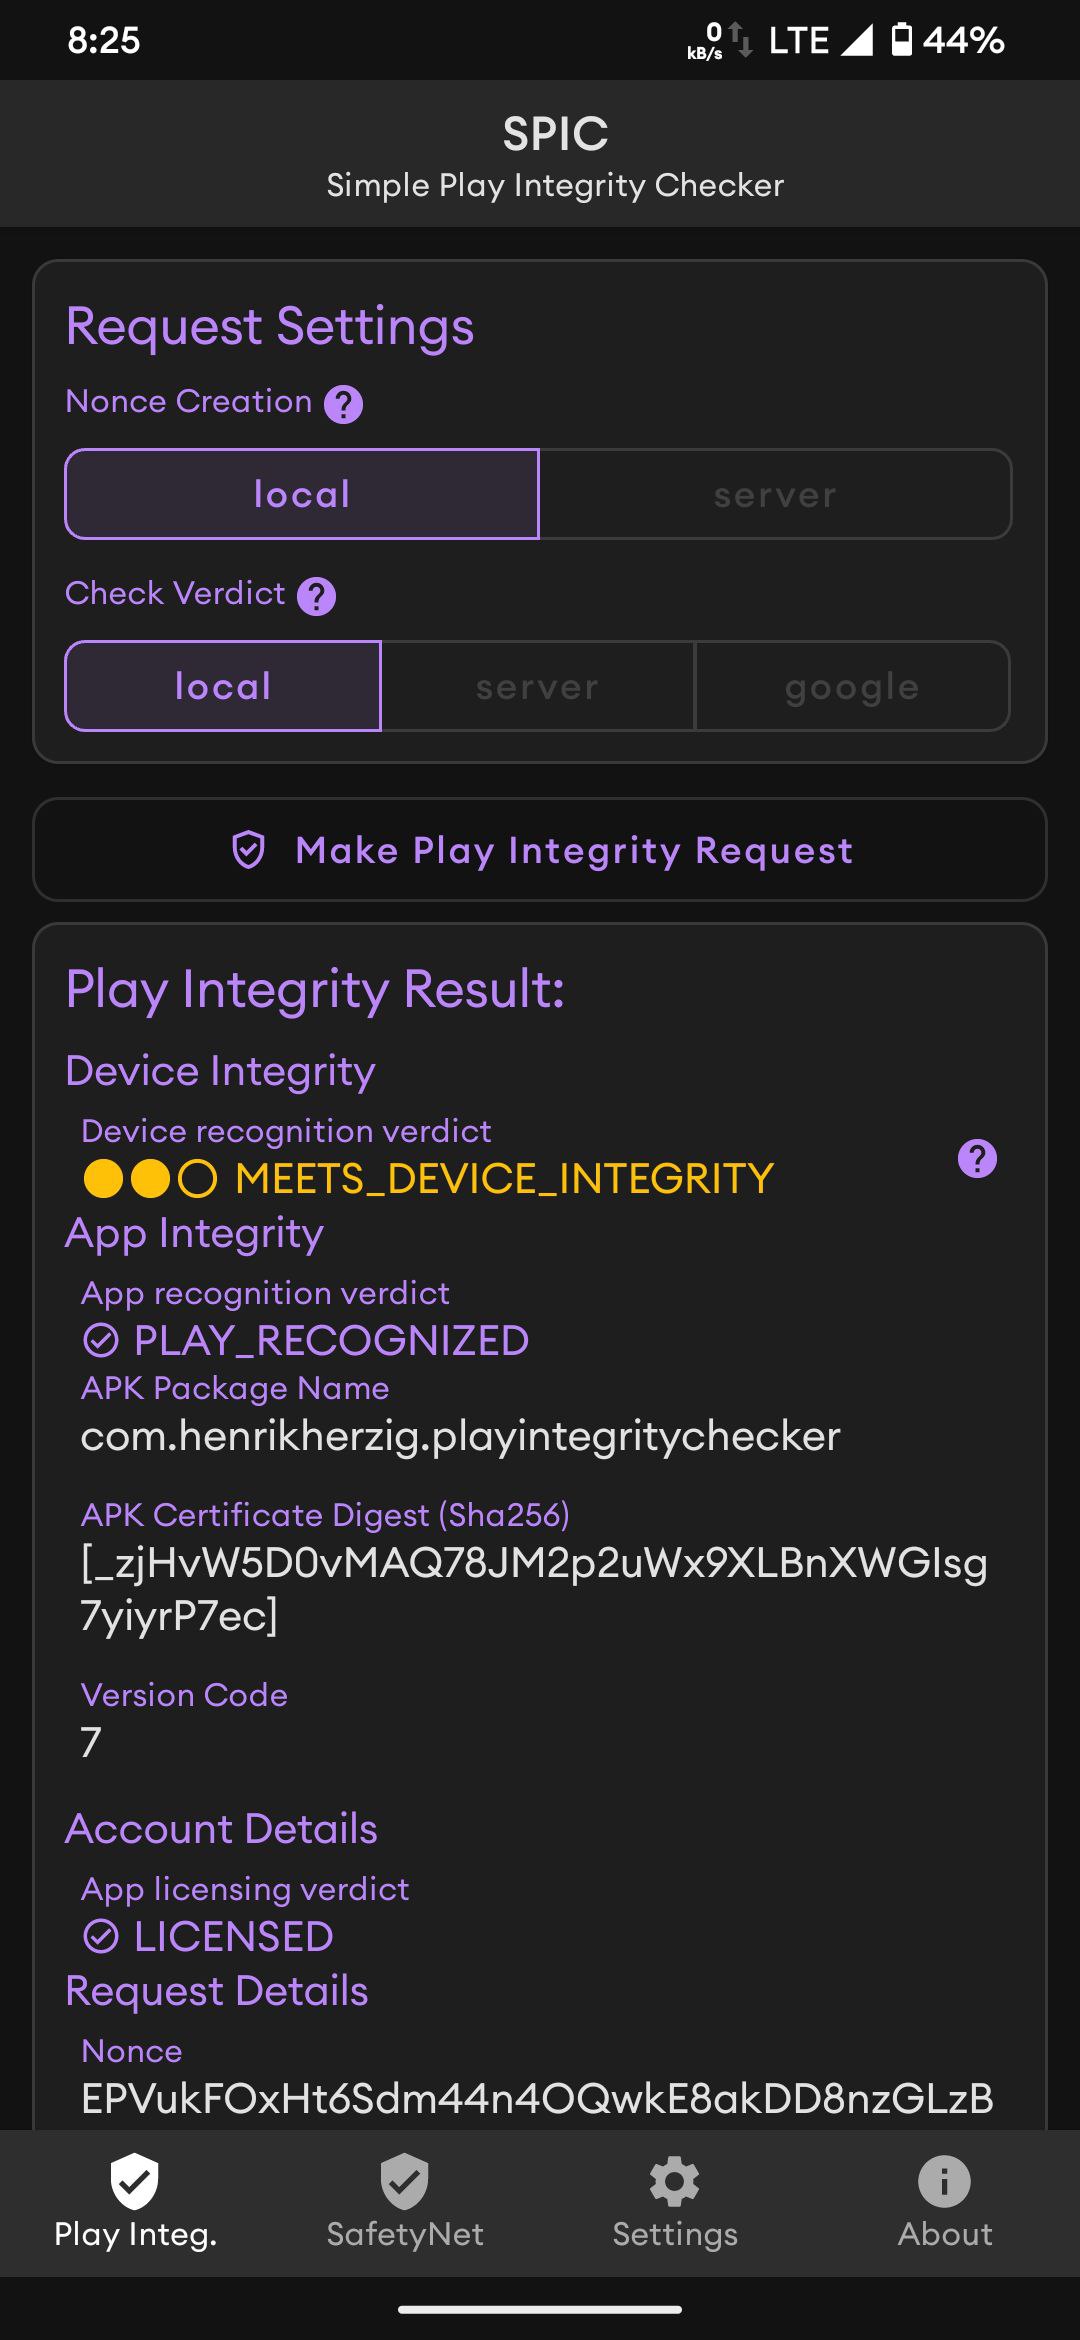 8:25
0 kB/s LTE 44%
SPIC
Simple Play Integrity Checker
Request Settings
Nonce Creation ?
local server
Check Verdict ?
local server google
Make Play Integrity Request
Play Integrity Result:
Device Integrity
Device recognition verdict
MEETS_DEVICE_INTEGRITY ?
App Integrity
App recognition verdict
PLAY_RECOGNIZED
APK Package Name
com.henrikherzig.playintegritychecker
APK Certificate Digest (Sha256)
[_zjHvW5D0vMAQ78JM2p2uWx9XLBnXWGIsg
7yiyrP7ec]
Version Code
7
Account Details
App licensing verdict
LICENSED
Request Details
Nonce
EPVukFOxHt6Sdm44n4OQwkE8akDD8nzGLzB
Play Integ. SafetyNet Settings About